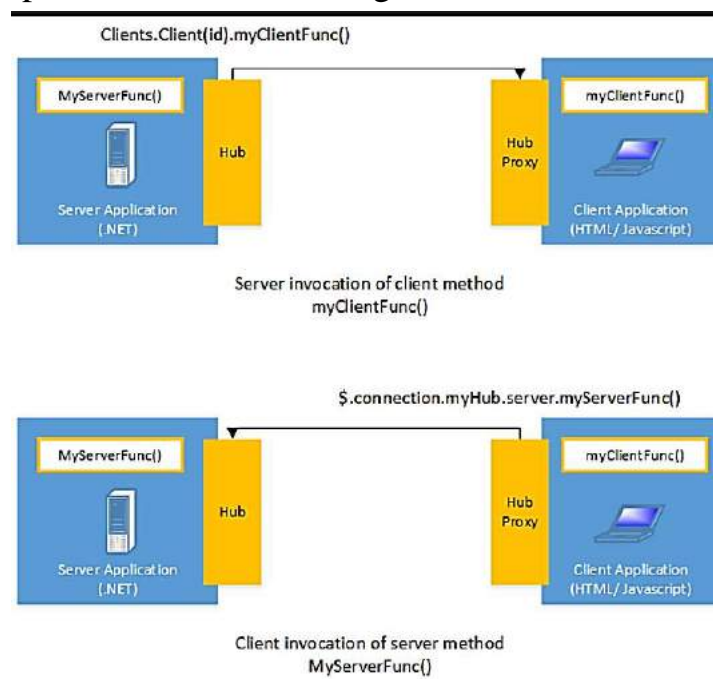 Clients.Client(id).myClientFunc()
MyServerFunc()
myClientFunc()
Hub
Hub
Proxy
Server Application
(.NET)
Client Application
(HTML/ Javascript)
Server invocation of client method
myClientFunc()
$.connection.myHub.server.myServerFunc()
MyServerFunc()
myClientFunc()
Hub
Hub
Proxy
Server Application
(.NET)
Client Application
(HTML/ Javascript)
Client invocation of server method
MyServerFunc()